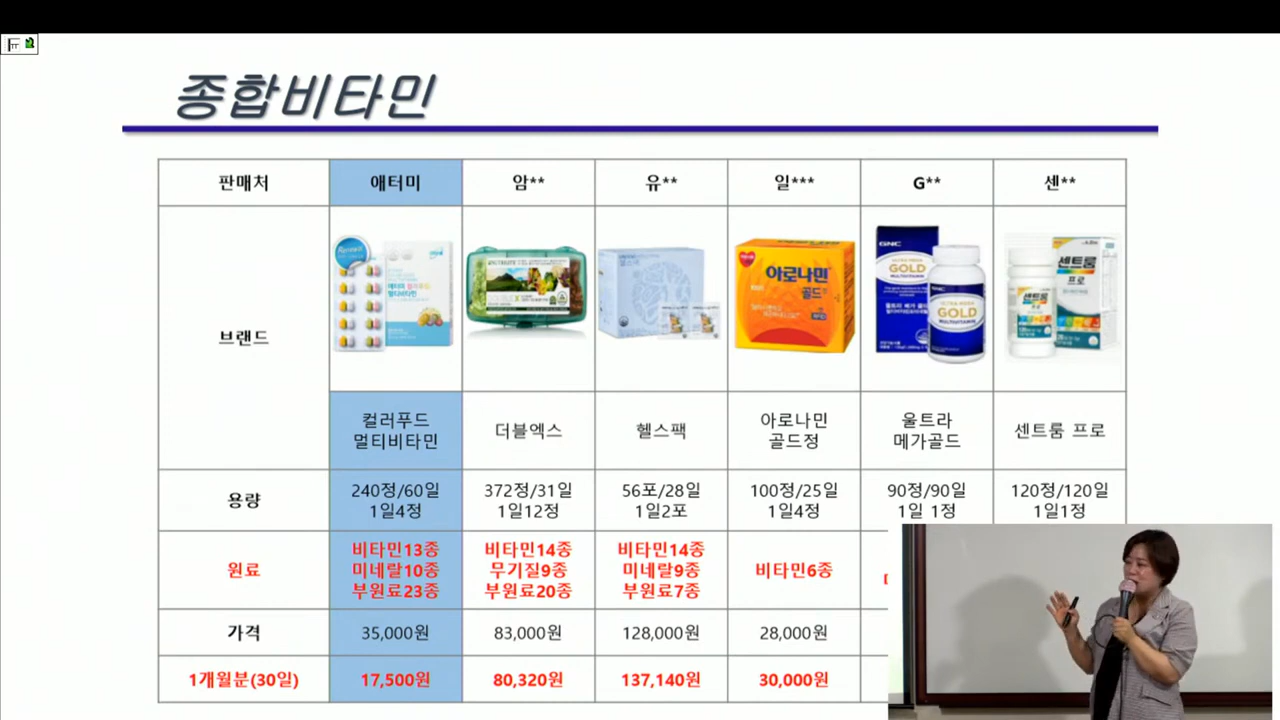 종합비타민
판매처 애터미 암** 유** 일*** G** 센**
브랜드
아로나민
골드
GNC
ULTRA MEGA
GOLD
MULTIVITAMIN
GOLD
MULTIVITAMIN
센트룸
프로
센트룸
프로
컬러푸드
멀티비타민
더블엑스
헬스팩
아로나민
골드정
울트라
메가골드
센트룸 프로
용량
240정/60일
1일4정
372정/31일
1일12정
56포/28일
1일2포
100정/25일
1일4정
90정/90일
1일 1정
120정/120일
1일1정
원료
비타민13종
미네랄10종
부원료23종
비타민14종
무기질9종
부원료20종
비타민14종
미네랄9종
부원료7종
비타민6종
가격 35,000원 83,000원 128,000원 28,000원
1개월분(30일) 17,500원 80,320원 137,140원 30,000원